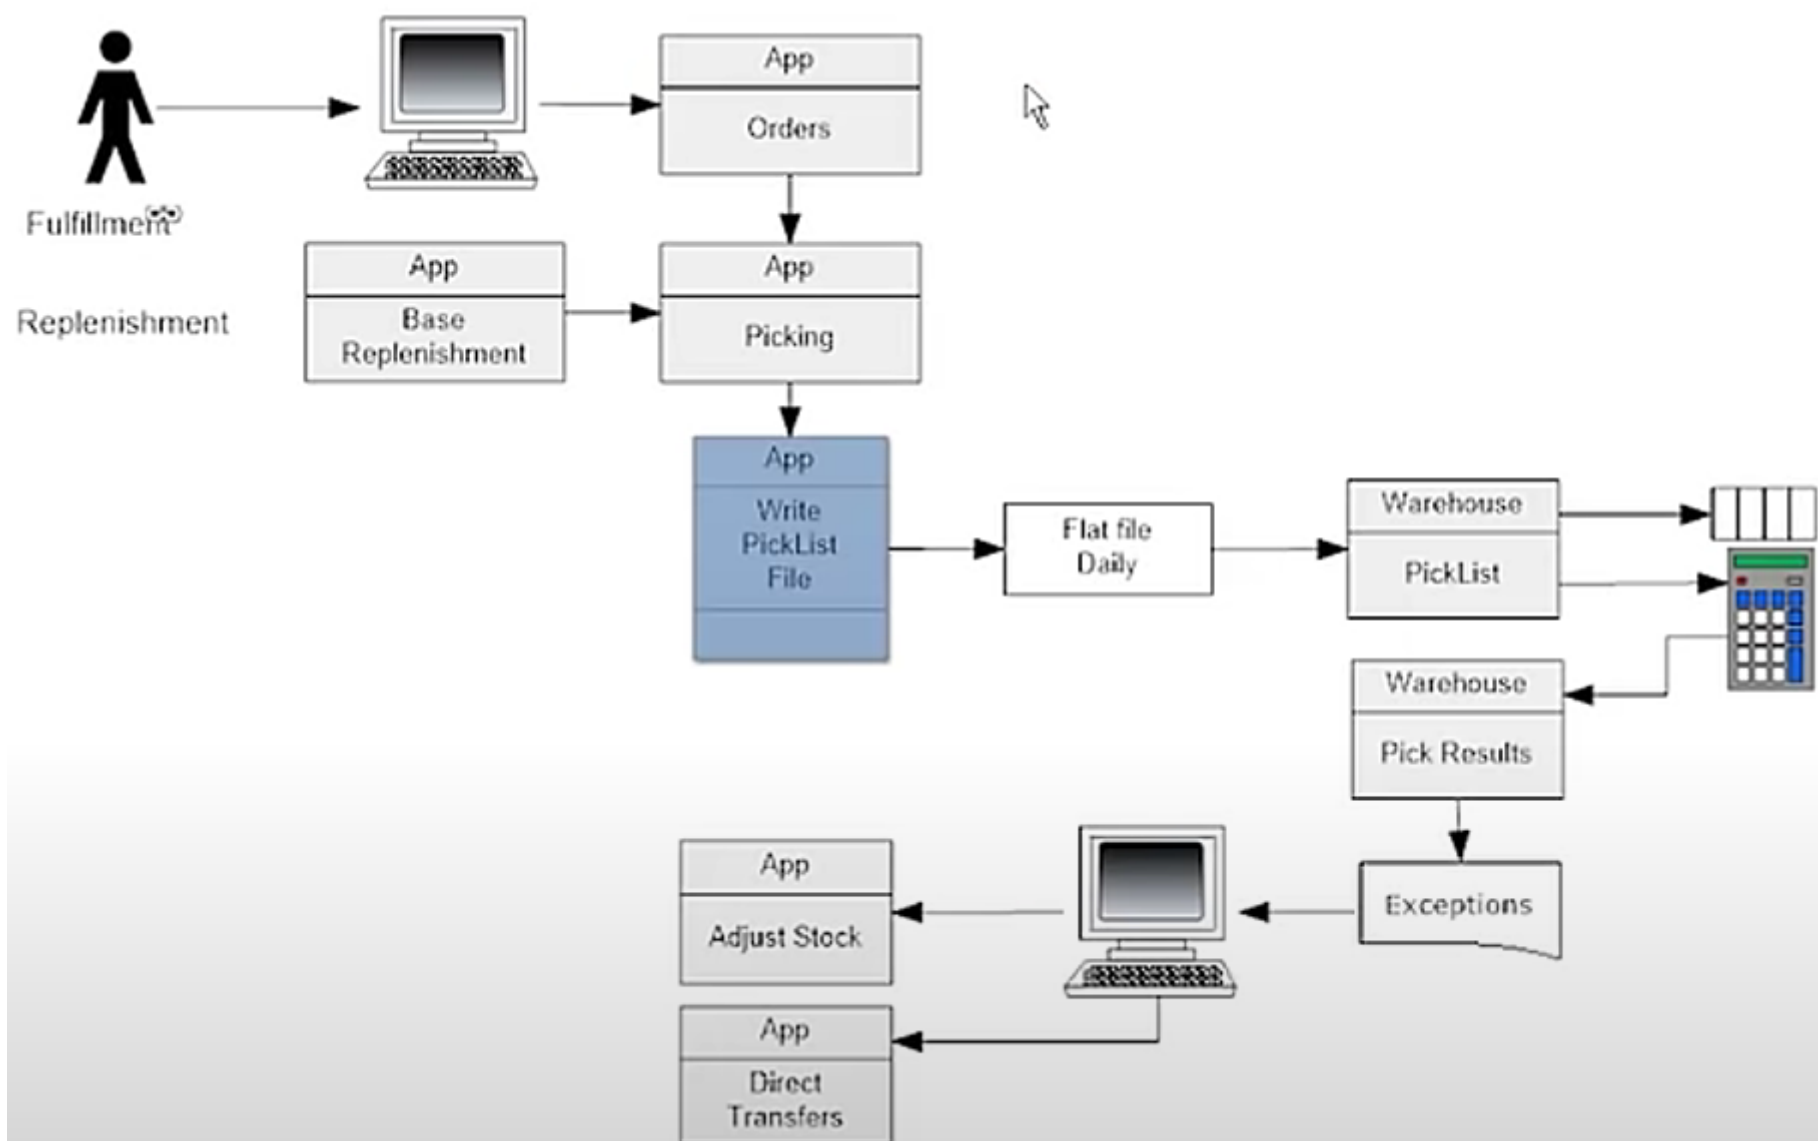 App
Orders
Fulfillment
App
Base
Replenishment
App
Picking
Replenishment
App
Write
PickList
File
Flat file
Daily
Warehouse
PickList
Warehouse
Pick Results
App
Adjust Stock
Exceptions
App
Direct
Transfers